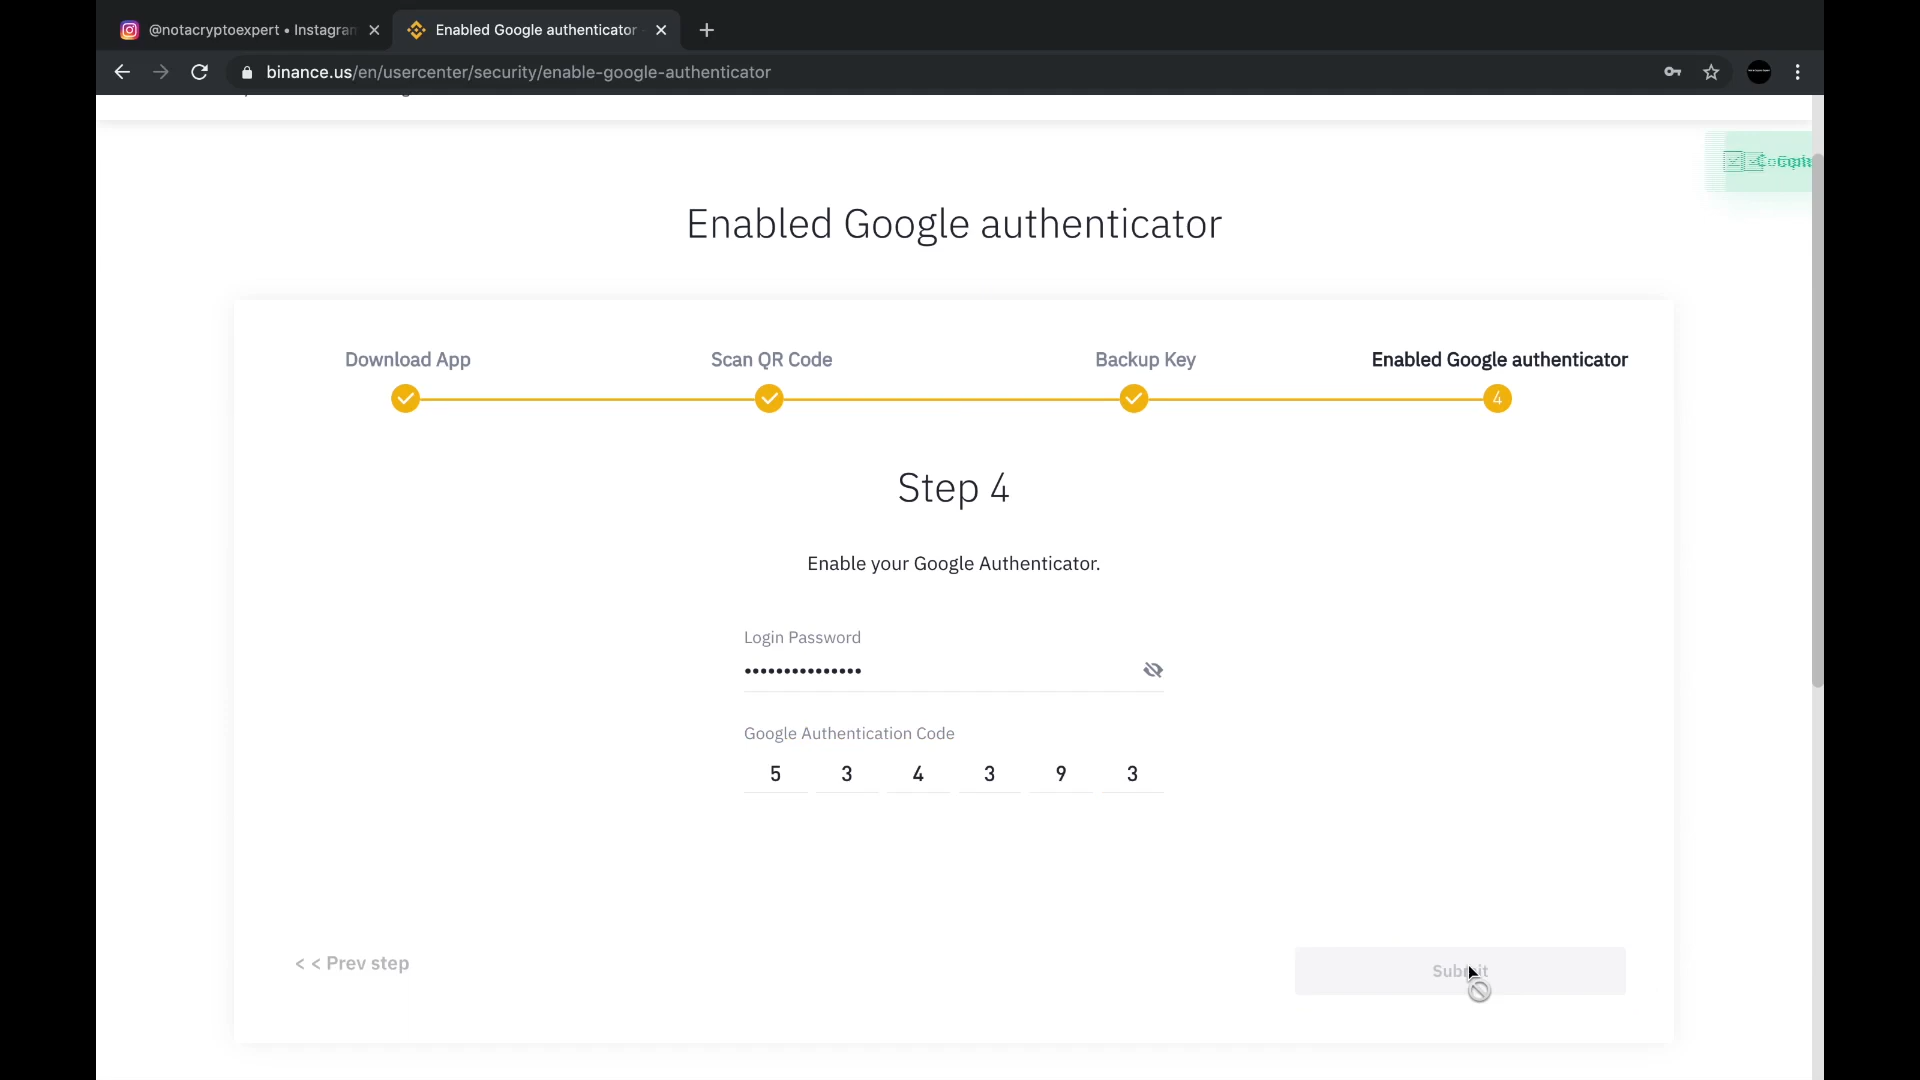 @notacryptoexpert • Instagram
Enabled Google authenticator
binance.us/en/usercenter/security/enable-google-authenticator
Enabled Google authenticator
Download App
Scan QR Code
Backup Key
Enabled Google authenticator
4
Step 4
Enable your Google Authenticator.
Login Password
•••••••••••••••
Google Authentication Code
5 3 4 3 9 3
< < Prev step
Submit